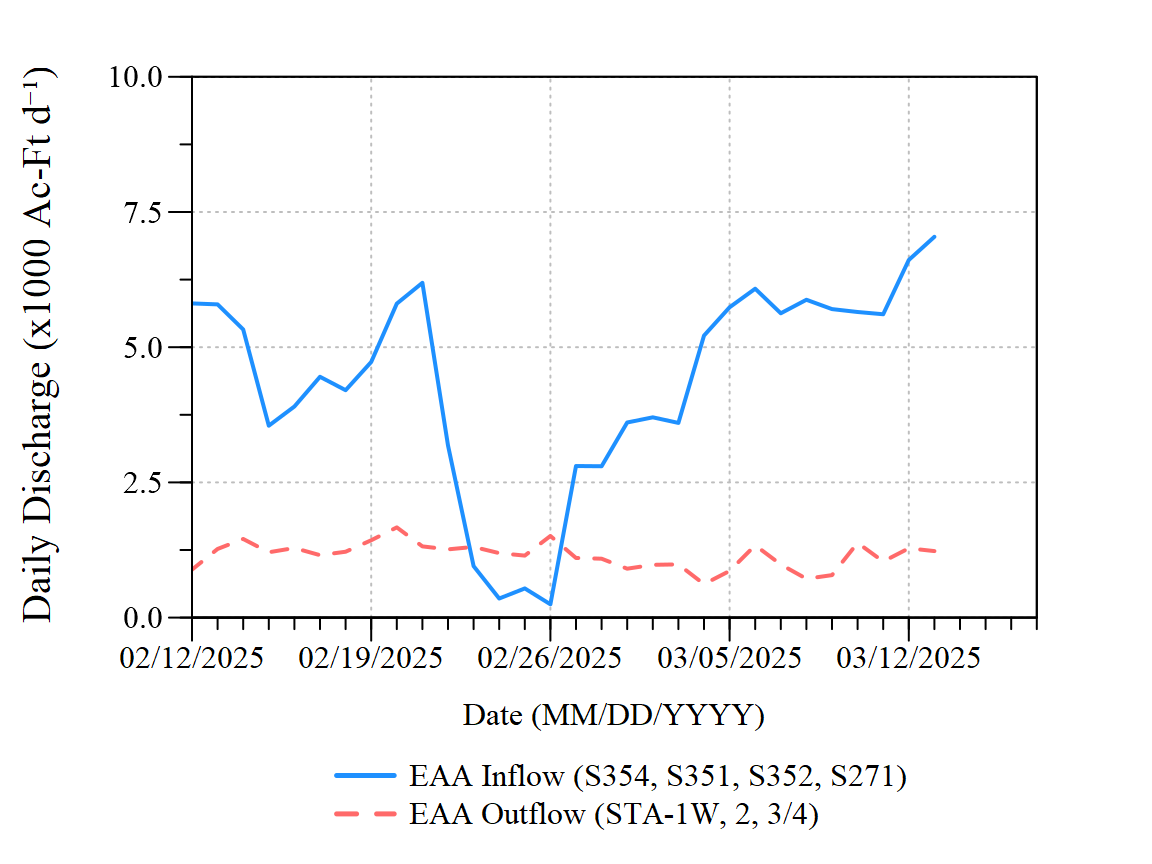 Daily Discharge (x1000 Ac-Ft d⁻¹)
10.0
7.5
5.0
2.5
0.0
02/12/2025 02/19/2025 02/26/2025 03/05/2025 03/12/2025
Date (MM/DD/YYYY)
EAA Inflow (S354, S351, S352, S271)
EAA Outflow (STA-1W, 2, 3/4)